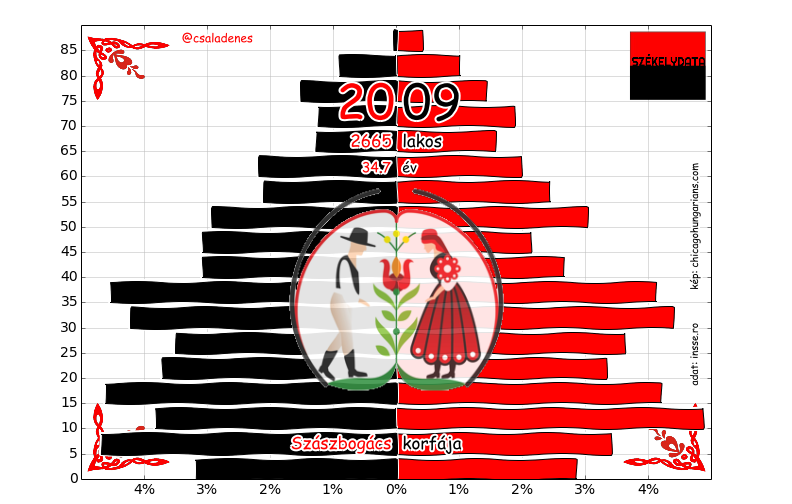 @csaladenes
SZÉKELYDATA
2009
2665 lakos
34.7 év
kép: chicagohungarians.com
adat: insse.ro
Szászbogács korfája
85
80
75
70
65
60
55
50
45
40
35
30
25
20
15
10
5
0
4% 3% 2% 1% 0% 1% 2% 3% 4%